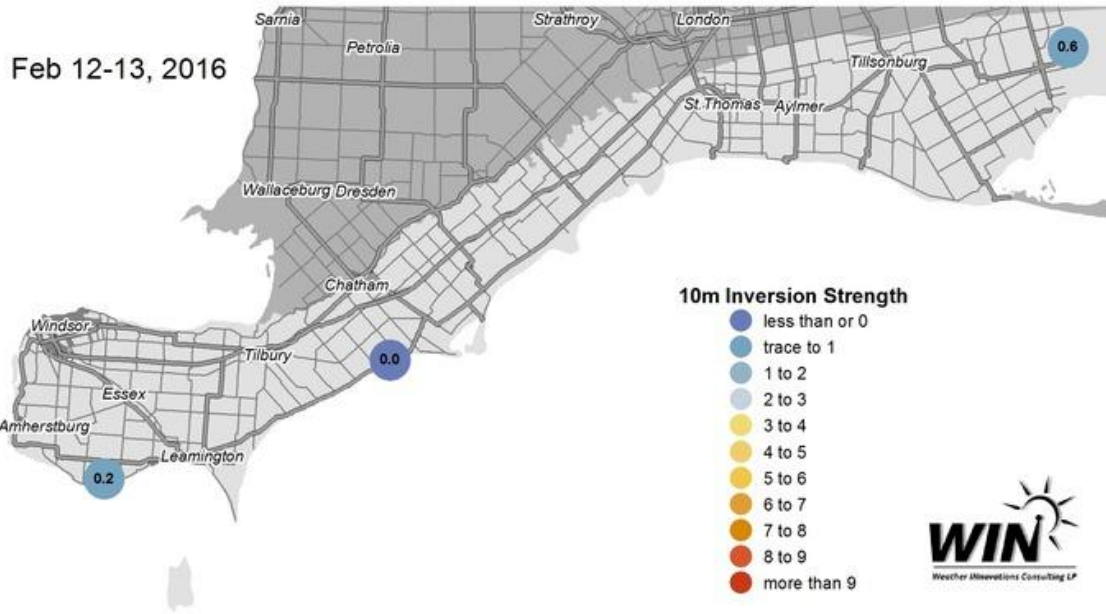 Sarnia
Strathroy
London
Petrolia
0.6
Feb 12-13, 2016
Tillsonburg
St.Thomas
Aylmer
Wallaceburg
Dresden
Chatham
10m Inversion Strength
less than or 0
Windsor
trace to 1
Tilbury
0.0
1 to 2
Essex
2 to 3
3 to 4
Amherstburg
4 to 5
Leamington
0.2
5 to 6
6 to 7
7 to 8
8 to 9
more than 9
WIN
Weather INnovations Consulting LP